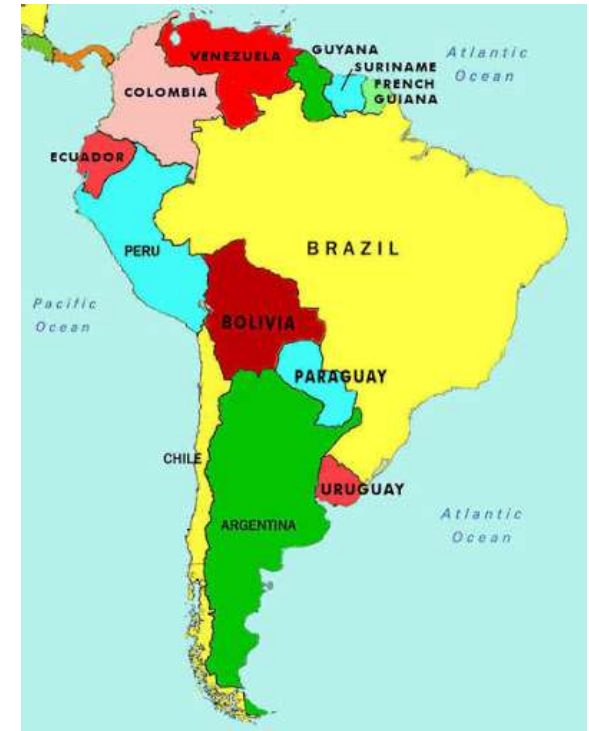 VENEZUELA
GUYANA
SURINAME
FRENCH
GUIANA
Atlantic
Ocean
COLOMBIA
ECUADOR
PERU
BRAZIL
Pacific
Ocean
BOLIVIA
PARAGUAY
CHILE
URUGUAY
ARGENTINA
Atlantic
Ocean